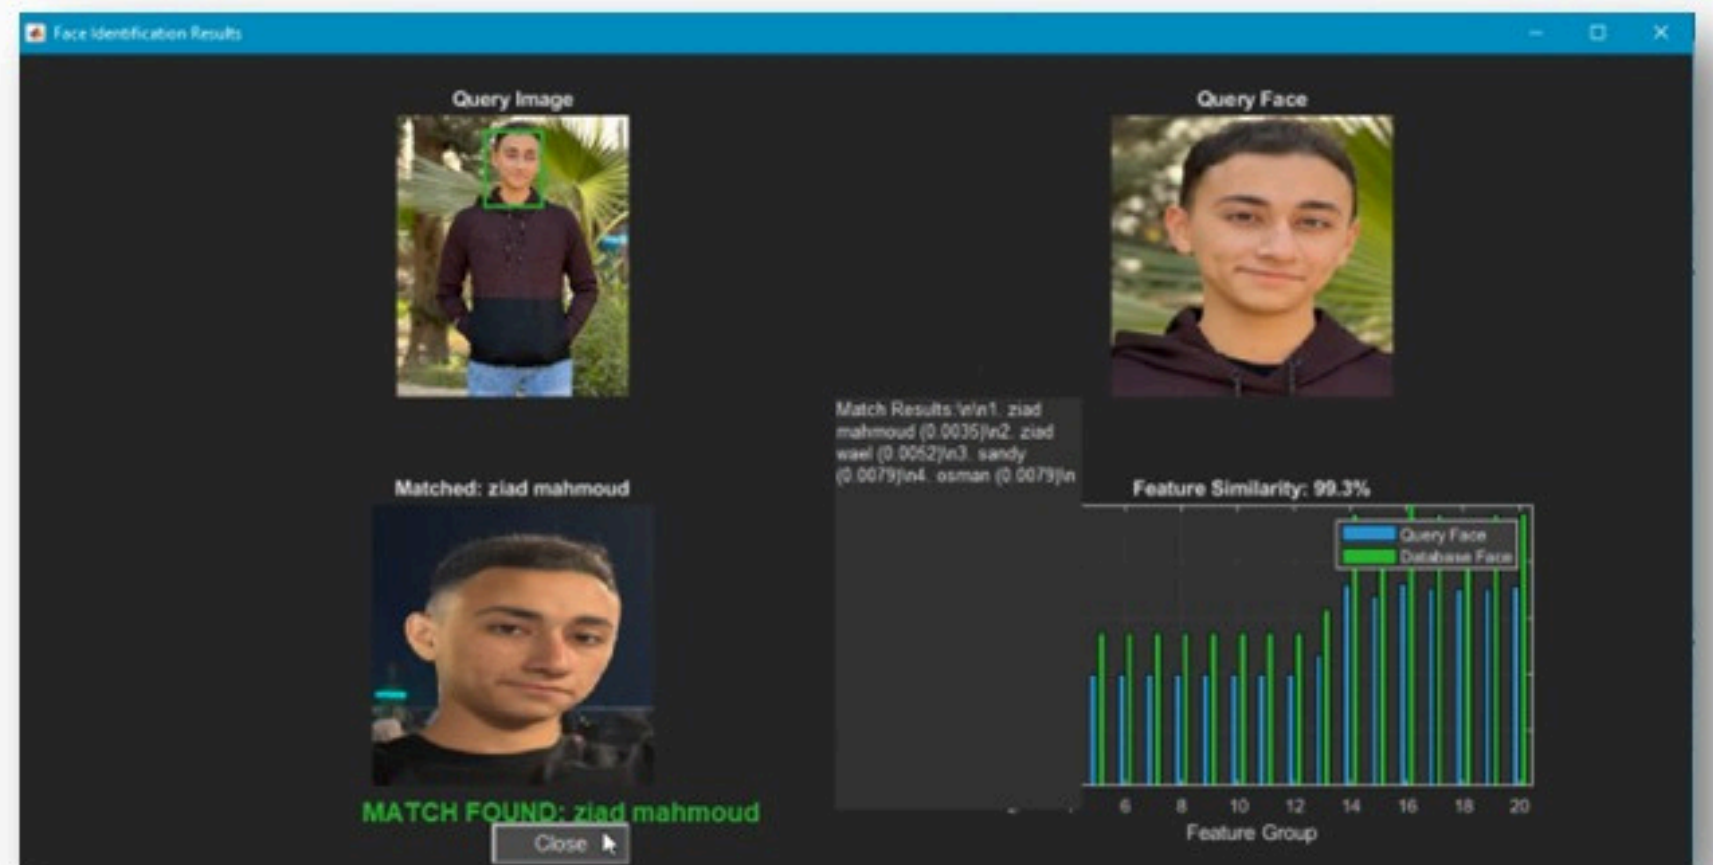 Face Identification Results
Query Image
Query Face
Match Results:\n\n1. ziad
mahmoud (0.0035)\n2. ziad
wael (0.0052)\n3. sandy
(0.0079)\n4. osman (0.0079)\n
Matched: ziad mahmoud
Feature Similarity: 99.3%
Query Face
Database Face
MATCH FOUND: ziad mahmoud
6 8 10 12 14 16 18 20
Feature Group
Close